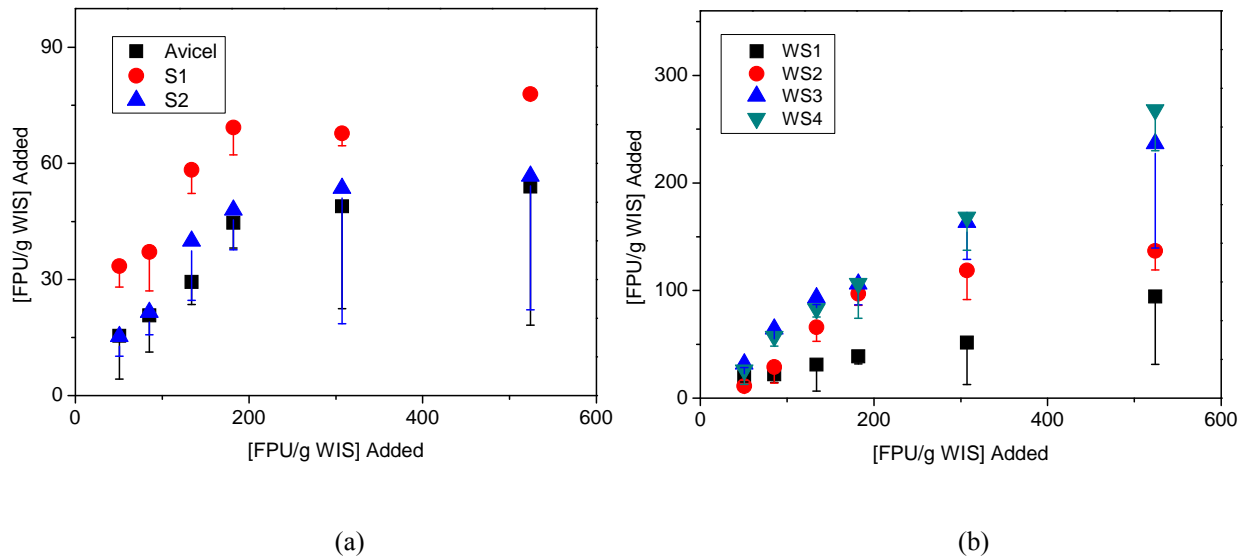 90
60
30
0
[FPU/g WIS] Added
Avicel
S1
S2
0
200
400
600
[FPU/g WIS] Added
(a)
300
200
100
0
[FPU/g WIS] Added
WS1
WS2
WS3
WS4
0
200
400
600
[FPU/g WIS] Added
(b)